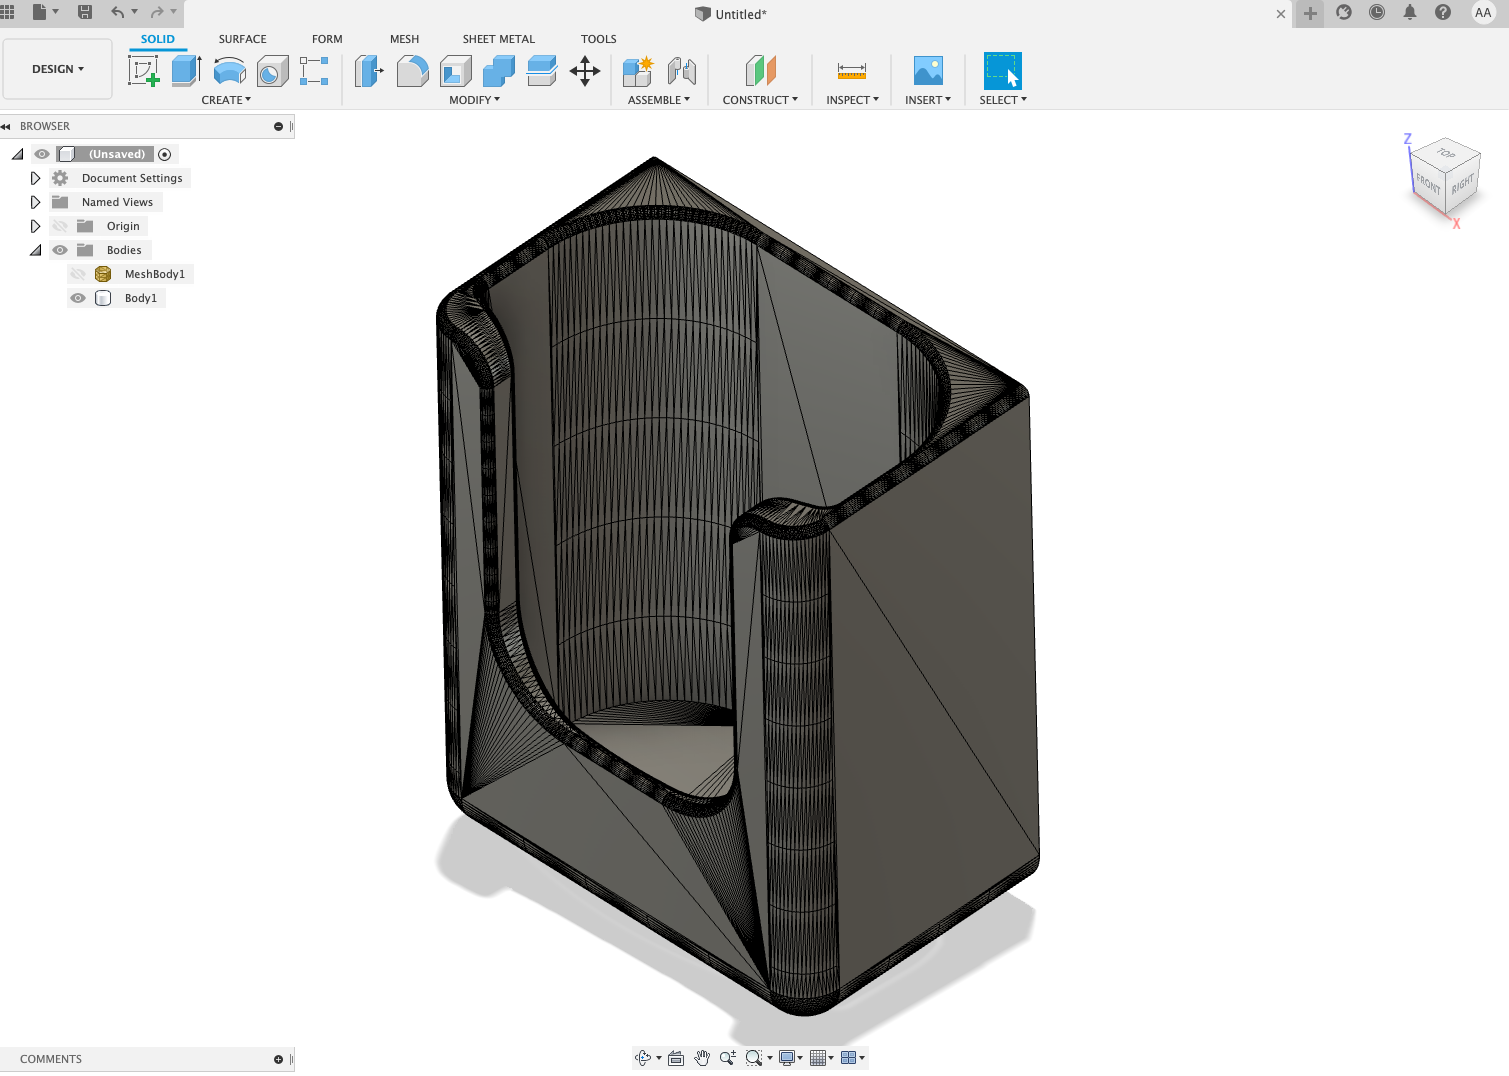 Untitled*
AA
DESIGN
SOLID SURFACE FORM MESH SHEET METAL TOOLS
CREATE MODIFY ASSEMBLE CONSTRUCT INSPECT INSERT SELECT
BROWSER
(Unsaved)
Document Settings
Named Views
Origin
Bodies
MeshBody1
Body1
Z
TOP
FRONT
RIGHT
X
COMMENTS